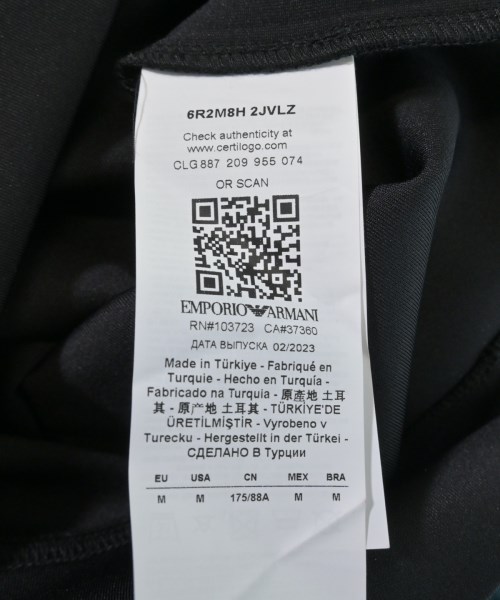 6R2M8H 2JVLZ
Check authenticity at
www.certilogo.com
CLG 887 209 955 074
OR SCAN
EMPORIO ARMANI
RN#103723 CA#37360
ДАТА ВЫПУСКА 02/2023
Made in Türkiye - Fabriqué en
Turquie - Hecho en Turquía -
Fabricado na Turquia - 原產地 土耳
其 - 原产地 土耳其 - TÜRKİYE'DE
ÜRETİLMİŞTİR - Vyrobeno v
Turecku - Hergestellt in der Türkei -
СДЕЛАНО В Турции
EU USA CN MEX BRA
M M 175/88A M M